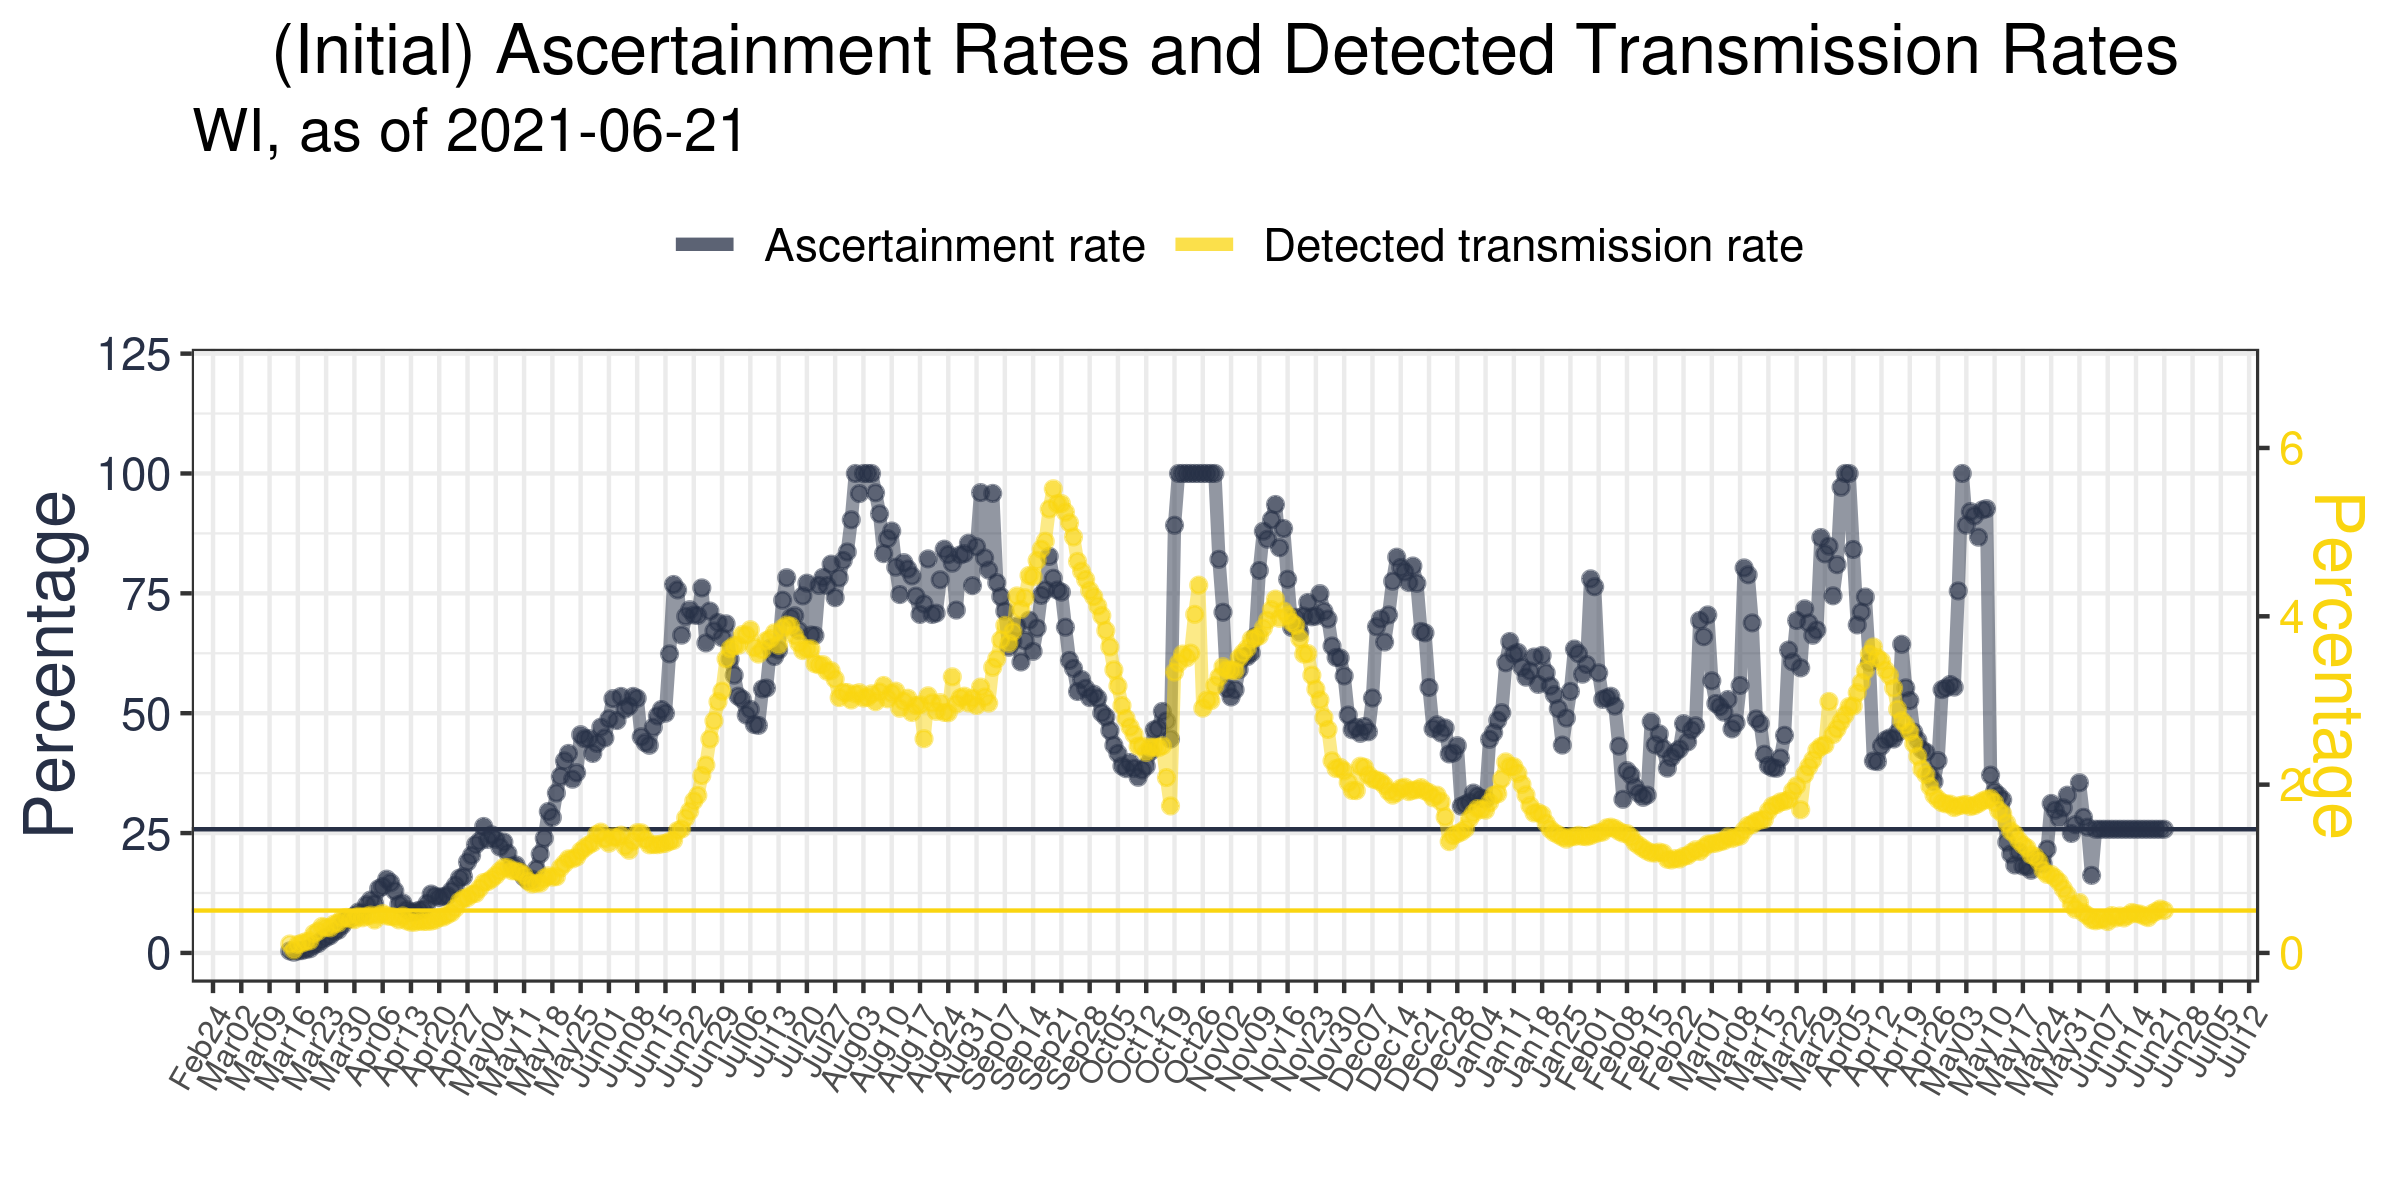 (Initial) Ascertainment Rates and Detected Transmission Rates
WI, as of 2021-06-21
Ascertainment rate
Detected transmission rate
Percentage
125
100
75
50
25
0
6
4
2
0
Percentage
Feb24
Mar02
Mar09
Mar16
Mar23
Mar30
Apr06
Apr13
Apr20
Apr27
May04
May11
May18
May25
Jun01
Jun08
Jun15
Jun22
Jun29
Jul06
Jul13
Jul20
Jul27
Aug03
Aug10
Aug17
Aug24
Aug31
Sep07
Sep14
Sep21
Sep28
Oct05
Oct12
Oct19
Oct26
Nov02
Nov09
Nov16
Nov23
Nov30
Dec07
Dec14
Dec21
Dec28
Jan04
Jan11
Jan18
Jan25
Feb01
Feb08
Feb15
Feb22
Mar01
Mar08
Mar15
Mar22
Mar29
Apr05
Apr12
Apr19
Apr26
May03
May10
May17
May24
May31
Jun07
Jun14
Jun21
Jun28
Jul05
Jul12